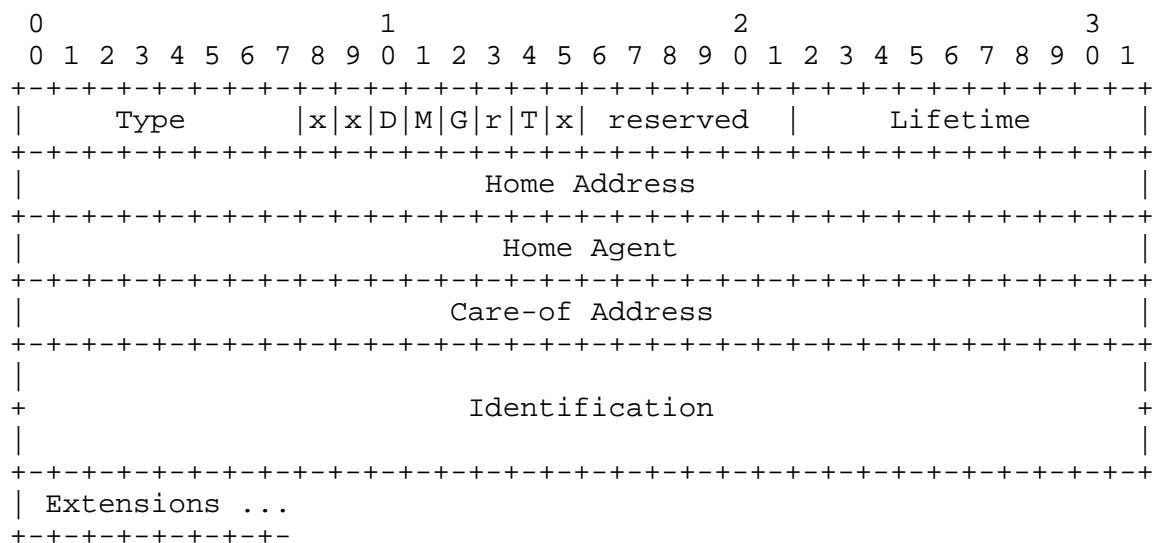 0                   1                   2                   3
 0 1 2 3 4 5 6 7 8 9 0 1 2 3 4 5 6 7 8 9 0 1 2 3 4 5 6 7 8 9 0 1
+-+-+-+-+-+-+-+-+-+-+-+-+-+-+-+-+-+-+-+-+-+-+-+-+-+-+-+-+-+-+-+-+
|     Type      |x|x|D|M|G|r|T|x| reserved  |     Lifetime      |
+-+-+-+-+-+-+-+-+-+-+-+-+-+-+-+-+-+-+-+-+-+-+-+-+-+-+-+-+-+-+-+-+
|                          Home Address                         |
+-+-+-+-+-+-+-+-+-+-+-+-+-+-+-+-+-+-+-+-+-+-+-+-+-+-+-+-+-+-+-+-+
|                           Home Agent                          |
+-+-+-+-+-+-+-+-+-+-+-+-+-+-+-+-+-+-+-+-+-+-+-+-+-+-+-+-+-+-+-+-+
|                        Care-of Address                        |
+-+-+-+-+-+-+-+-+-+-+-+-+-+-+-+-+-+-+-+-+-+-+-+-+-+-+-+-+-+-+-+-+
|                                                               |
+                         Identification                        +
|                                                               |
+-+-+-+-+-+-+-+-+-+-+-+-+-+-+-+-+-+-+-+-+-+-+-+-+-+-+-+-+-+-+-+-+
| Extensions ...
+-+-+-+-+-+-+-+-